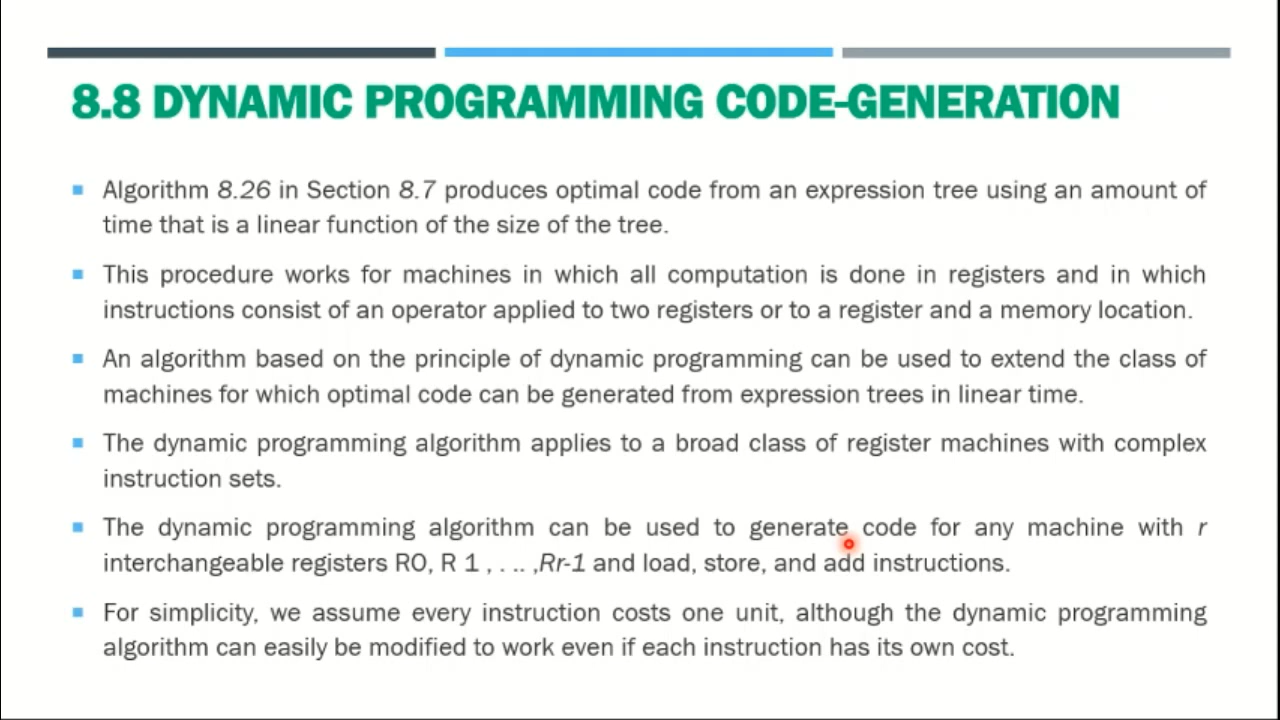 8.8 DYNAMIC PROGRAMMING CODE-GENERATION
Algorithm 8.26 in Section 8.7 produces optimal code from an expression tree using an amount of
time that is a linear function of the size of the tree.
This procedure works for machines in which all computation is done in registers and in which
instructions consist of an operator applied to two registers or to a register and a memory location.
An algorithm based on the principle of dynamic programming can be used to extend the class of
machines for which optimal code can be generated from expression trees in linear time.
The dynamic programming algorithm applies to a broad class of register machines with complex
instruction sets.
The dynamic programming algorithm can be used to generate code for any machine with r
interchangeable registers RO, R 1 , . .. ,Rr-1 and load, store, and add instructions.
For simplicity, we assume every instruction costs one unit, although the dynamic programming
algorithm can easily be modified to work even if each instruction has its own cost.